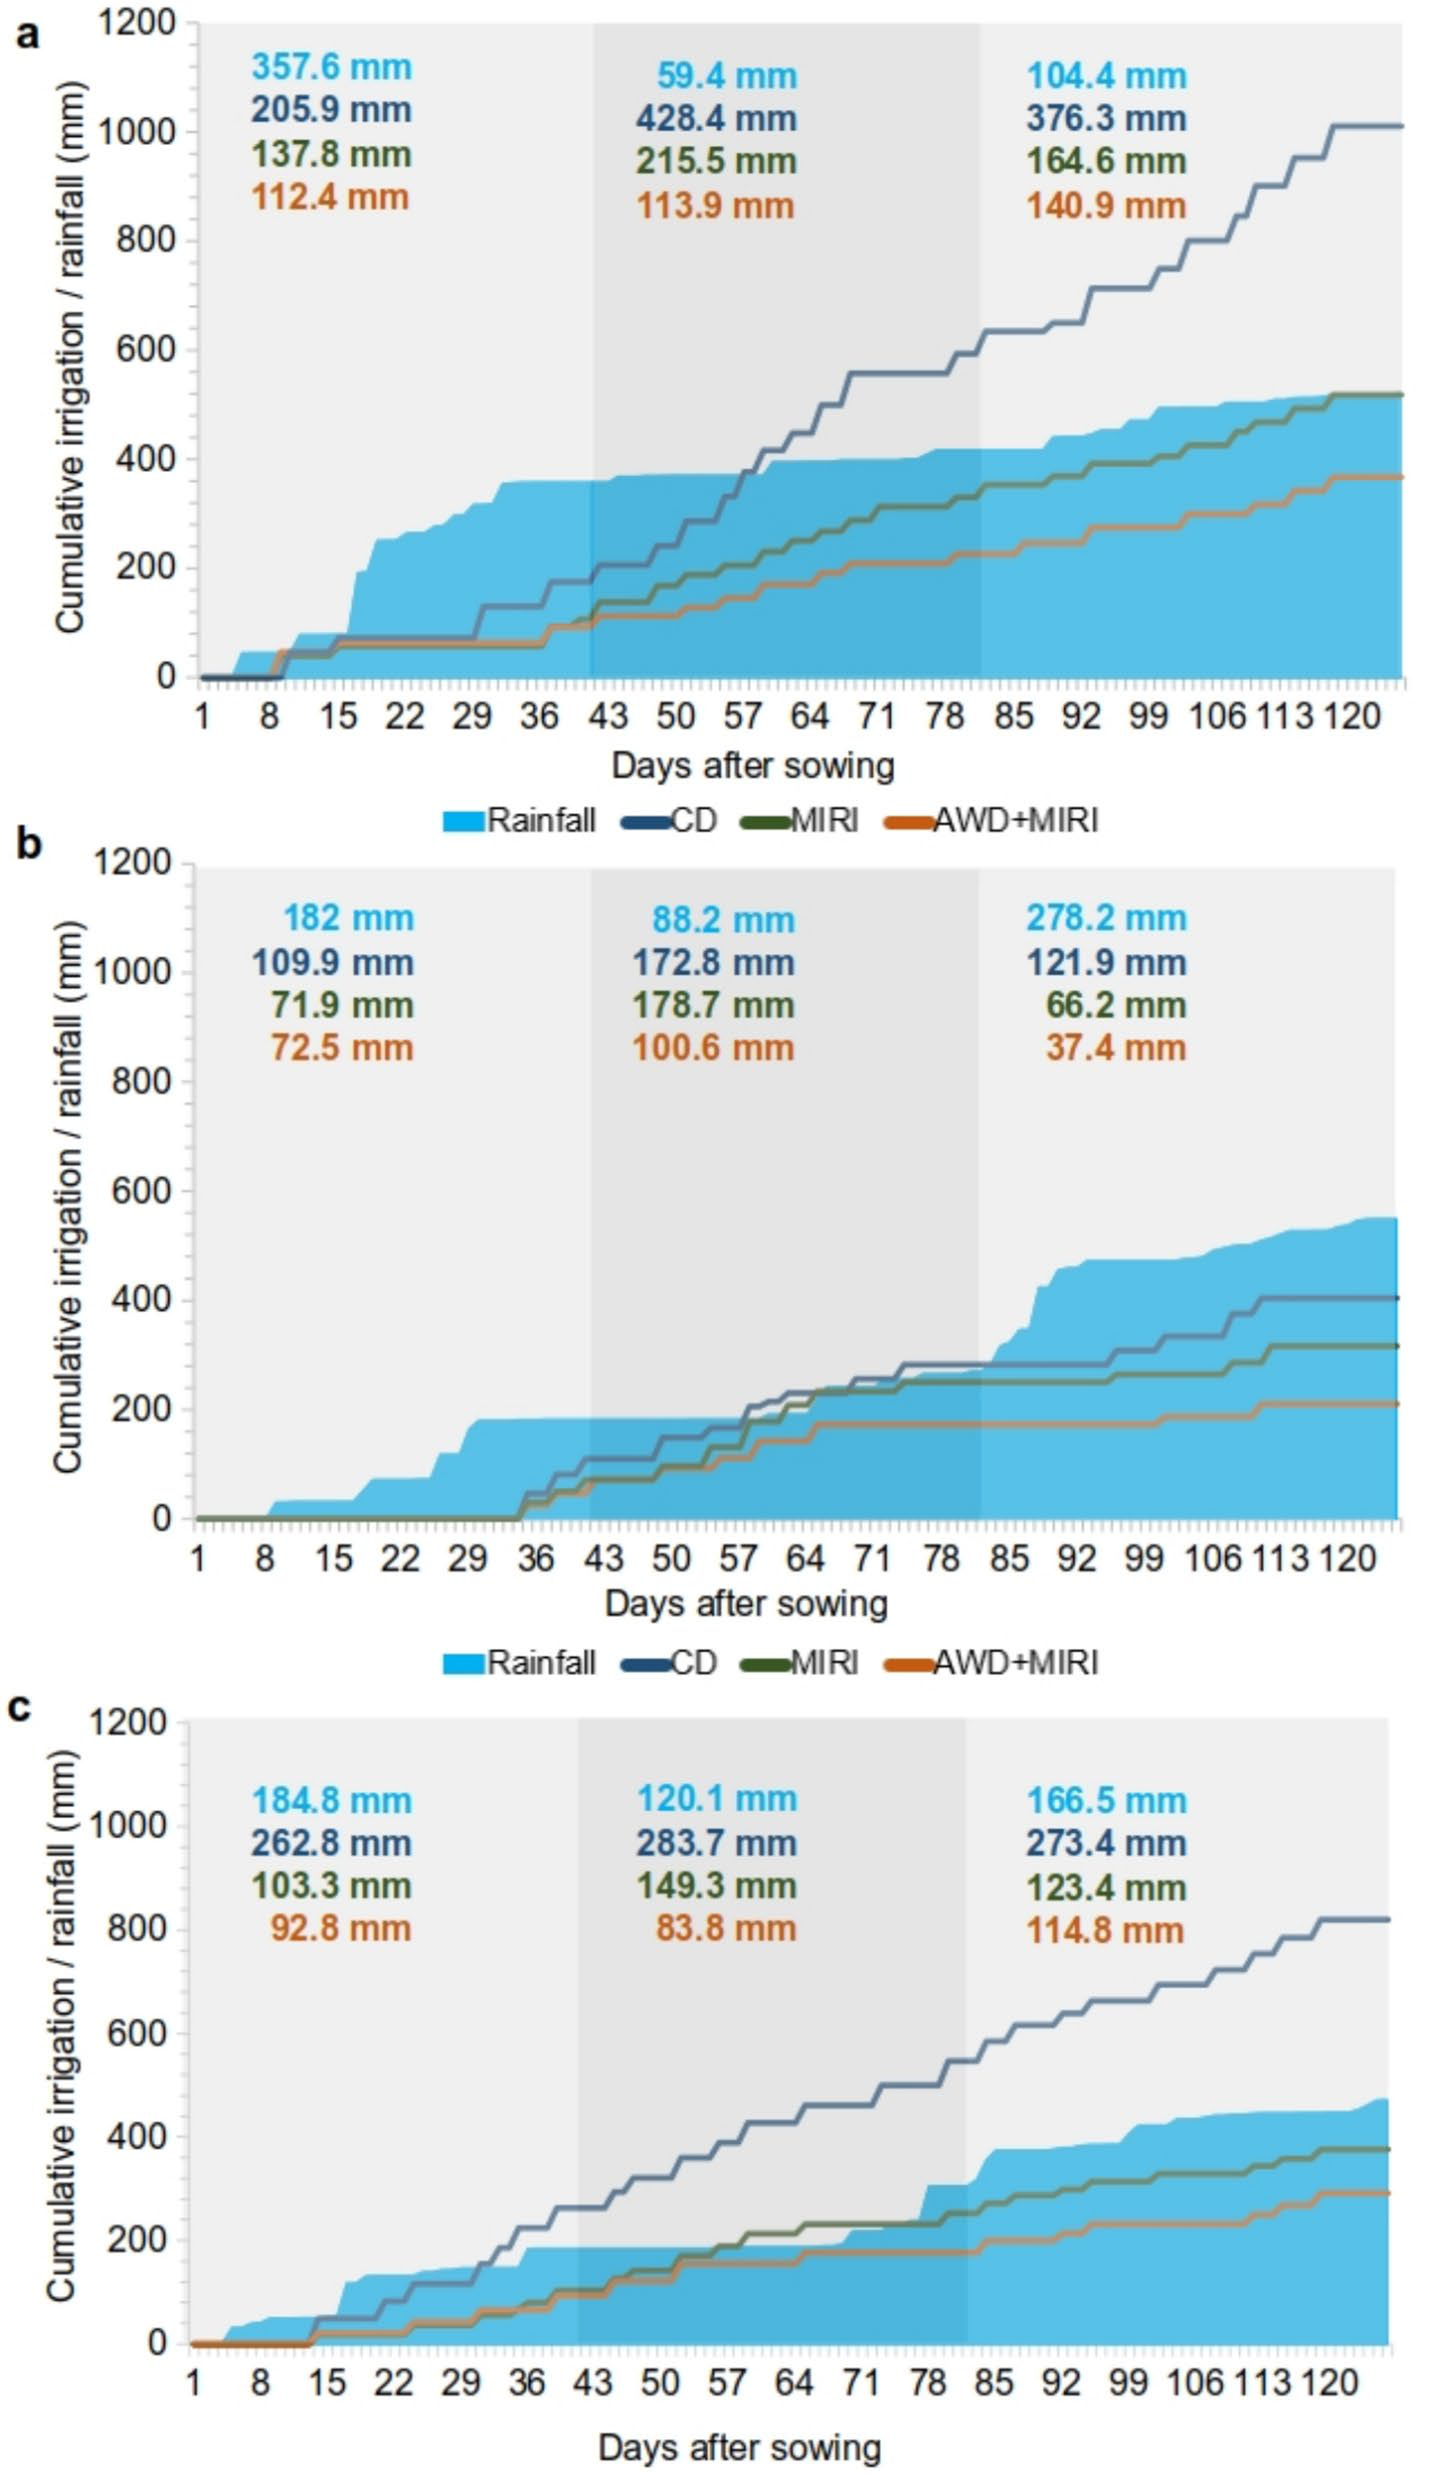 a
Cumulative irrigation / rainfall (mm)
1200
1000
800
600
400
200
0
357.6 mm
205.9 mm
137.8 mm
112.4 mm
59.4 mm
428.4 mm
215.5 mm
113.9 mm
104.4 mm
376.3 mm
164.6 mm
140.9 mm
1 8 15 22 29 36 43 50 57 64 71 78 85 92 99 106 113 120
Days after sowing
Rainfall CD MIRI AWD+MIRI
b
Cumulative irrigation / rainfall (mm)
1200
1000
800
600
400
200
0
182 mm
109.9 mm
71.9 mm
72.5 mm
88.2 mm
172.8 mm
178.7 mm
100.6 mm
278.2 mm
121.9 mm
66.2 mm
37.4 mm
1 8 15 22 29 36 43 50 57 64 71 78 85 92 99 106 113 120
Days after sowing
Rainfall CD MIRI AWD+MIRI
c
Cumulative irrigation / rainfall (mm)
1200
1000
800
600
400
200
0
184.8 mm
262.8 mm
103.3 mm
92.8 mm
120.1 mm
283.7 mm
149.3 mm
83.8 mm
166.5 mm
273.4 mm
123.4 mm
114.8 mm
1 8 15 22 29 36 43 50 57 64 71 78 85 92 99 106 113 120
Days after sowing